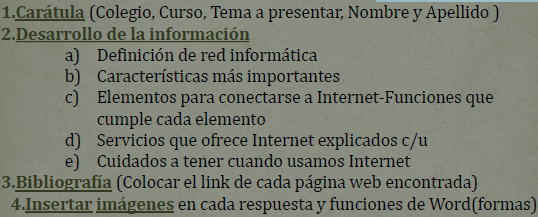 1.Carátula (Colegio, Curso, Tema a presentar, Nombre y Apellido )
2.Desarrollo de la información
a) Definición de red informática
b) Características más importantes
c) Elementos para conectarse a Internet-Funciones que
cumple cada elemento
d) Servicios que ofrece Internet explicados c/u
e) Cuidados a tener cuando usamos Internet
3.Bibliografía (Colocar el link de cada página web encontrada)
4.Insertar imágenes en cada respuesta y funciones de Word(formas)